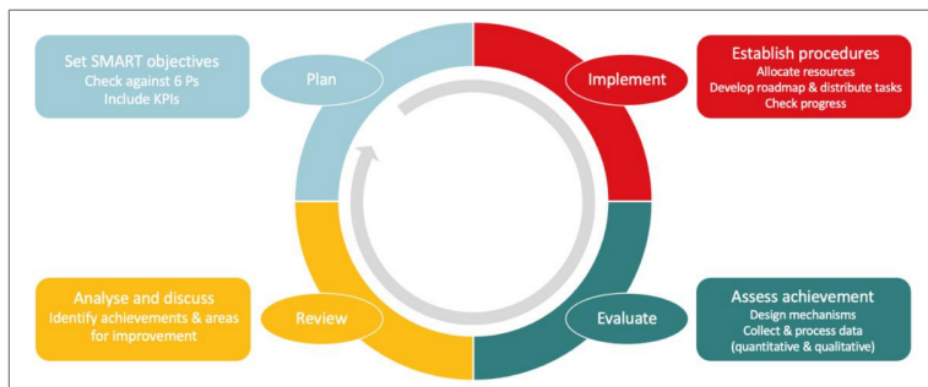 Set SMART objectives
Check against 6 Ps
Include KPIs
Plan
Implement
Establish procedures
Allocate resources
Develop roadmap & distribute tasks
Check progress
Analyse and discuss
Identify achievements & areas
for improvement
Review
Evaluate
Assess achievement
Design mechanisms
Collect & process data
(quantitative & qualitative)